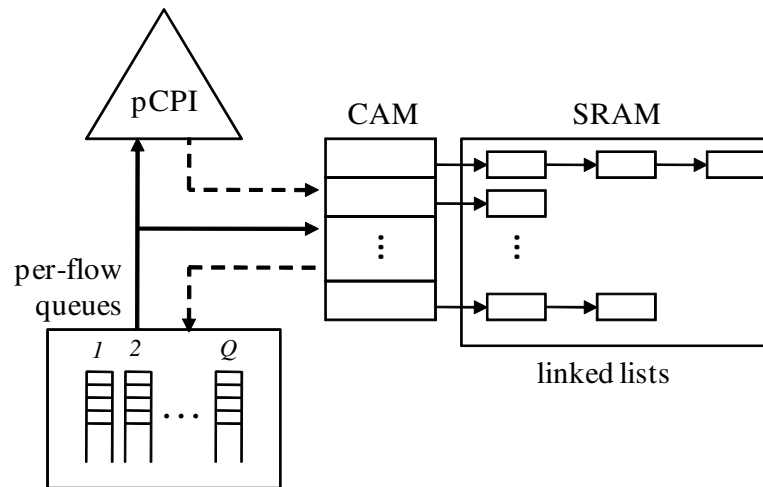 pCPI
CAM
SRAM
per-flow
queues
1 2 ... Q
linked lists